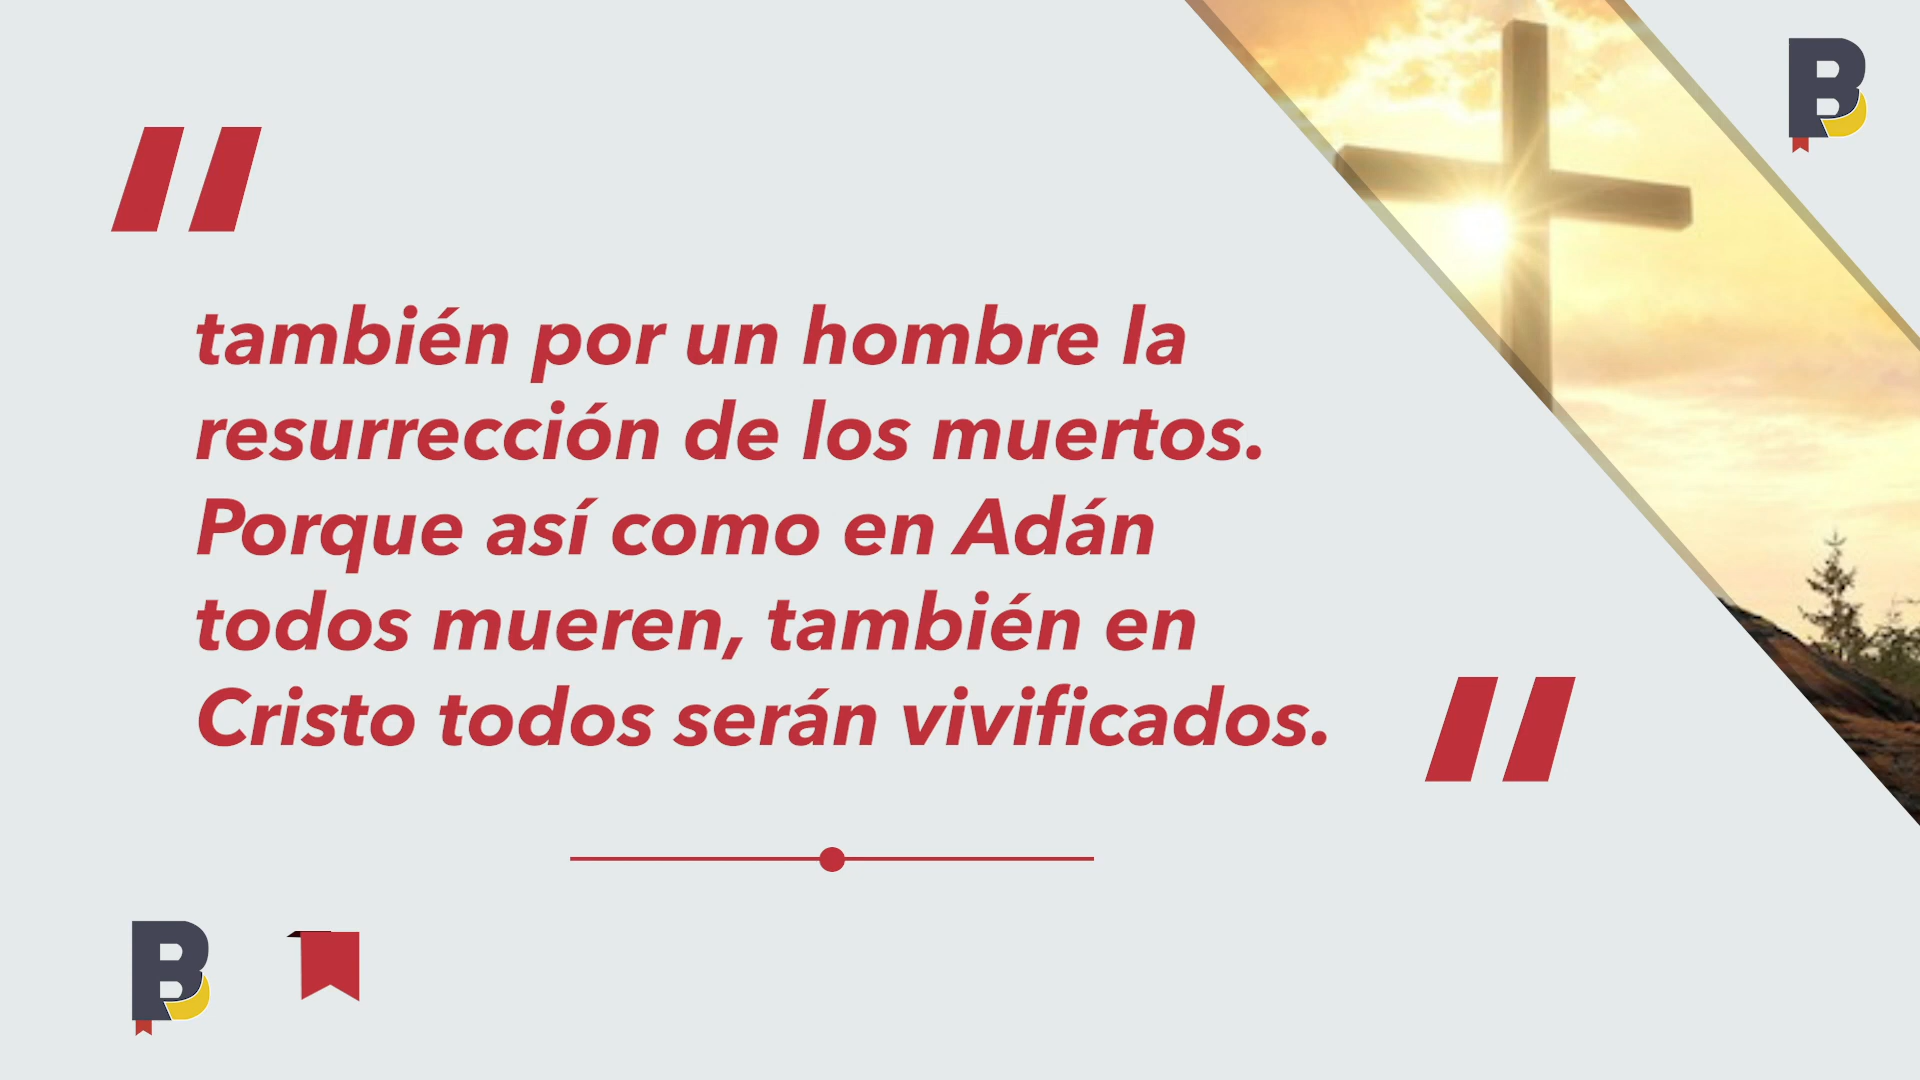 también por un hombre la
resurrección de los muertos.
Porque así como en Adán
todos mueren, también en
Cristo todos serán vivificados.